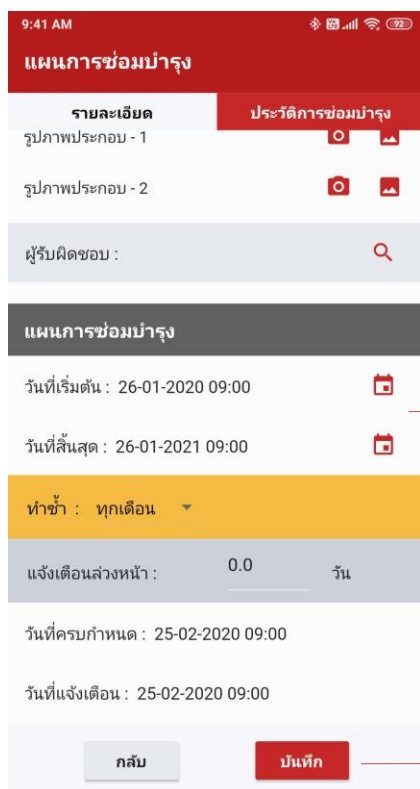 9:41 AM 92
แผนการซ่อมบำรุง
รายละเอียด ประวัติการซ่อมบำรุง
รูปภาพประกอบ - 1
รูปภาพประกอบ - 2
ผู้รับผิดชอบ :
แผนการซ่อมบำรุง
วันที่เริ่มต้น : 26-01-2020 09:00
วันที่สิ้นสุด : 26-01-2021 09:00
ทำซ้ำ : ทุกเดือน
แจ้งเตือนล่วงหน้า : 0.0 วัน
วันที่ครบกำหนด : 25-02-2020 09:00
วันที่แจ้งเตือน : 25-02-2020 09:00
กลับ บันทึก